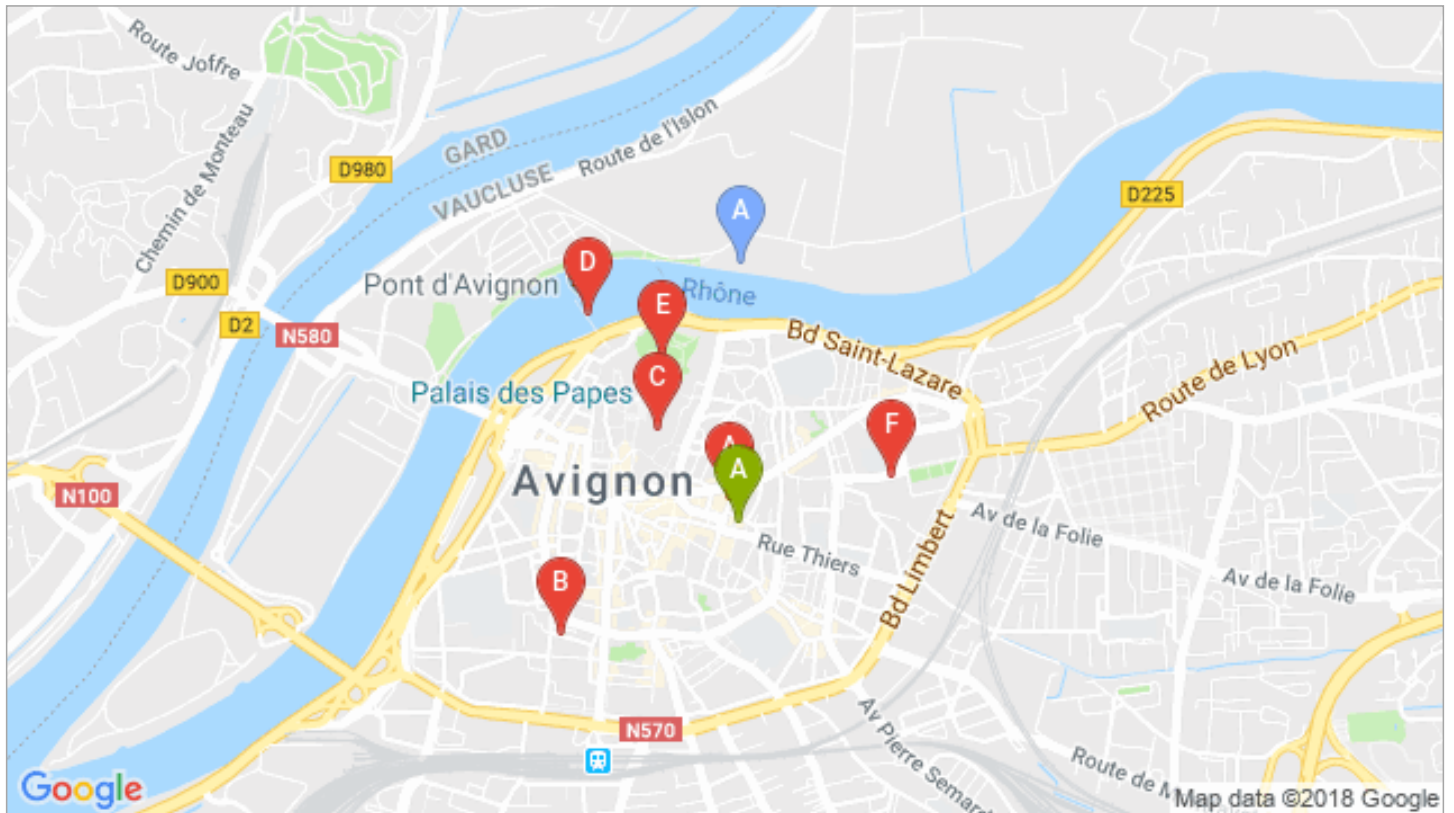 Route Joffre
Chemin de Monteau
GARD
VAUCLUSE
Route de l'Islon
D980
D225
A
D900
D2
N580
Pont d'Avignon
D
Rhône
E
Bd Saint-Lazare
Route de Lyon
Palais des Papes
C
F
A
A
Avignon
N100
Av de la Folie
Rue Thiers
Bd Limbert
Av de la Folie
B
N570
Av Pierre Semard
Route de M
Google
Map data ©2018 Google